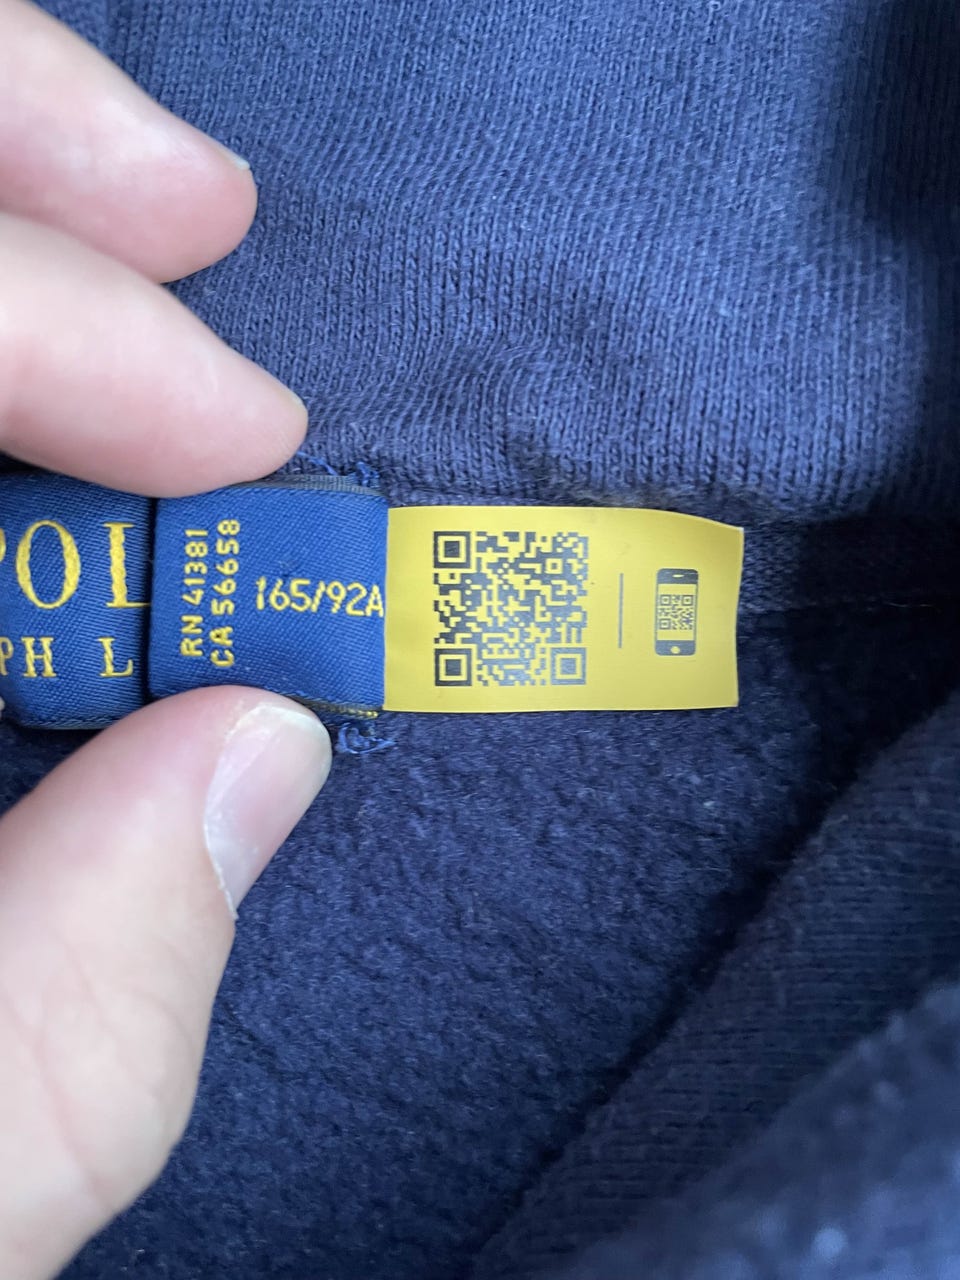 POL
PH L
RN 41381
CA 56658
165/92A